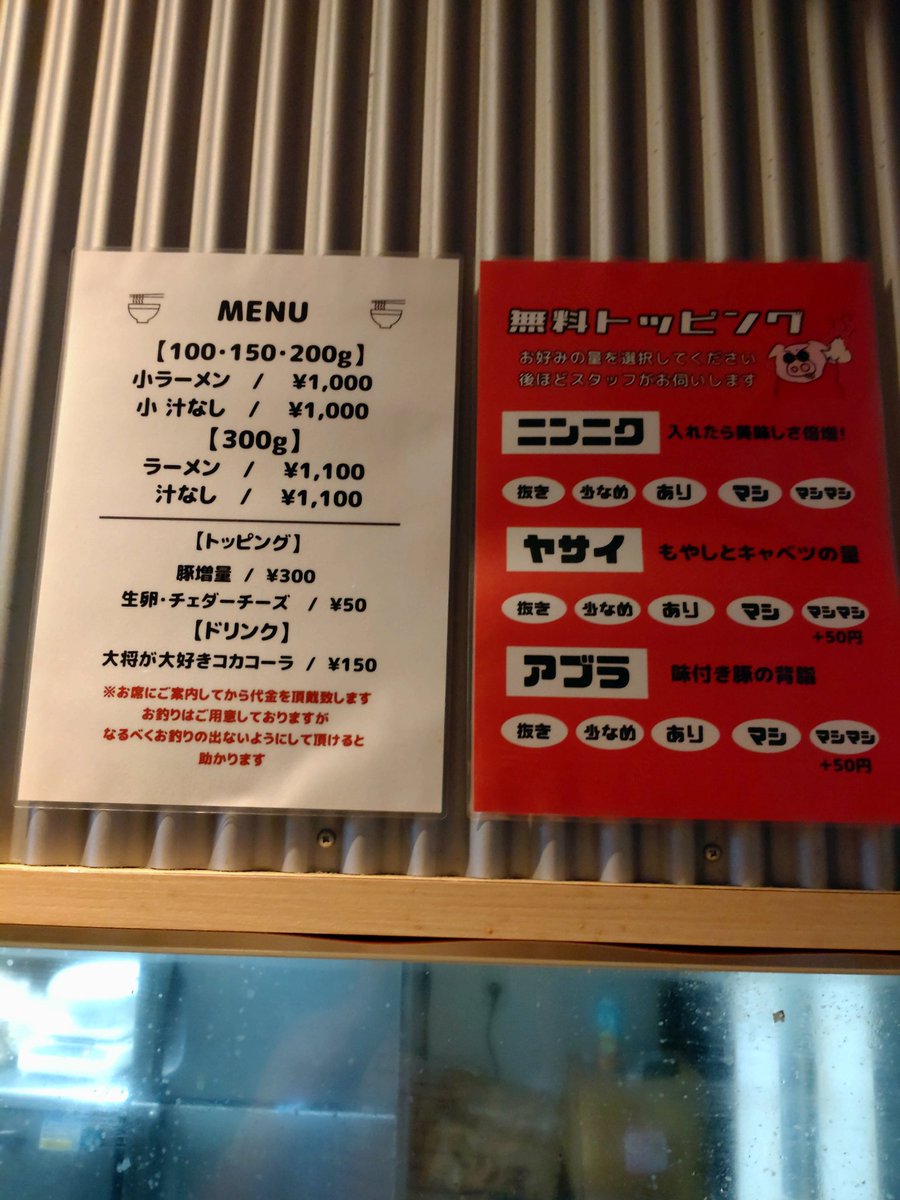 MENU
【100・150・200g】
小ラーメン / ¥1,000
小 汁なし / ¥1,000
【300g】
ラーメン / ¥1,100
汁なし / ¥1,100
【トッピング】
豚増量 / ¥300
生卵・チェダーチーズ / ¥50
【ドリンク】
大将が大好きコカコーラ / ¥150
※お席にご案内してから代金を頂戴致します
お釣りはご用意しておりますが
なるべくお釣りの出ないようにして頂けると
助かります
無料トッピング
お好みの量を選択してください
後ほどスタッフがお伺いします
ニンニク 入れたら美味しさ倍増!
抜き 少なめ あり マシ マシマシ
ヤサイ もやしとキャベツの量
抜き 少なめ あり マシ マシマシ
+50円
アブラ 味付き豚の背脂
抜き 少なめ あり マシ マシマシ
+50円